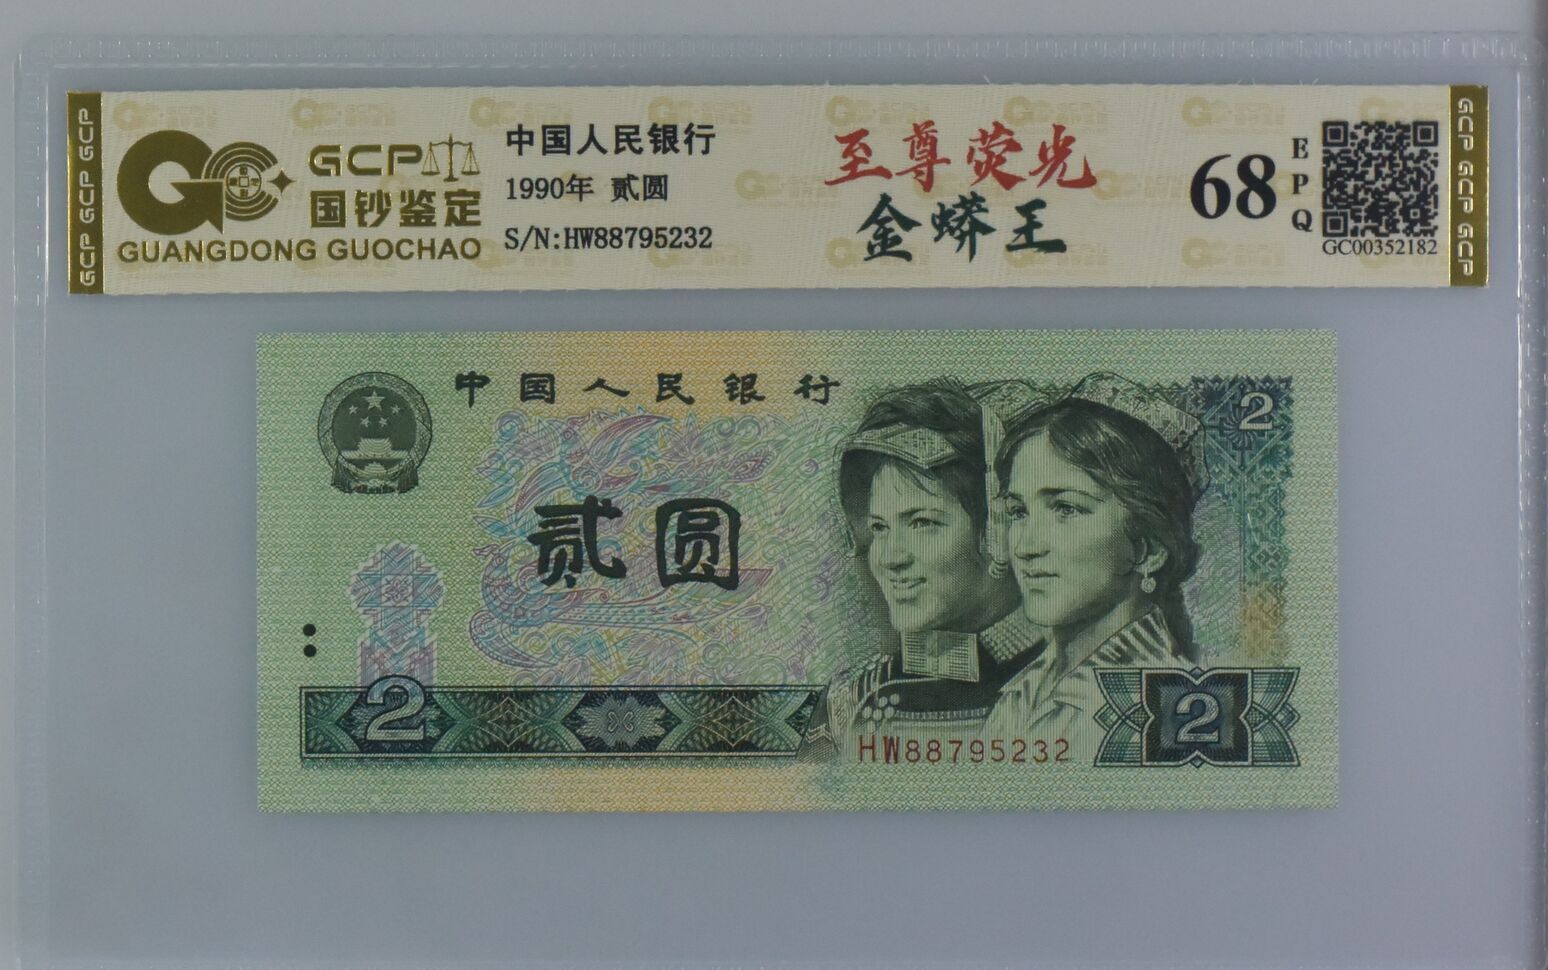 GCP GCP GCP
GCP
国钞鉴定
GUANGDONG GUOCHAO
中国人民银行
1990年 贰圆
S/N:HW88795232
至尊荧光
金蟒王
68
EPQ
GC00352182
GCP GCP GCP
中国人民银行
2
贰圆
2
HW88795232
2